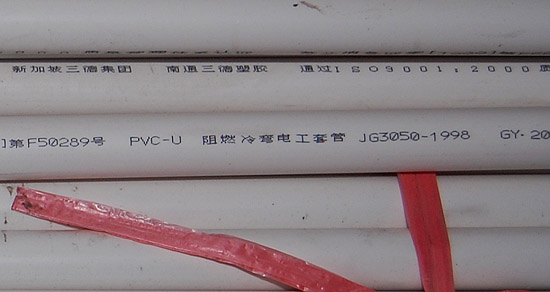 新加坡三德集团 南通三德塑胶 通过ISO9001:2000质
第F50289号 PVC-U 阻燃冷弯电工套管 JG3050-1998 GY·20